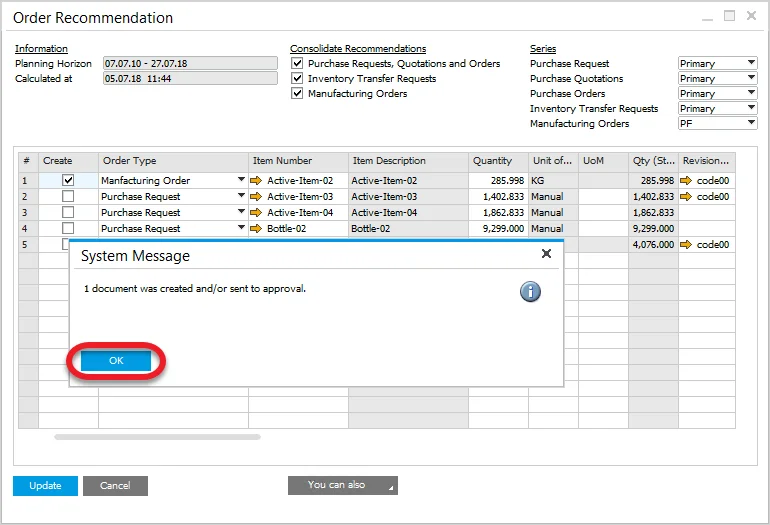 Order Recommendation
Information Consolidate Recommendations Series
Planning Horizon 07.07.10 - 27.07.18 Purchase Requests, Quotations and Orders Purchase Request Primary
Calculated at 05.07.18 11:44 Inventory Transfer Requests Purchase Quotations Primary
Manufacturing Orders Purchase Orders Primary
Inventory Transfer Requests Primary
Manufacturing Orders PF
# Create Order Type Item Number Item Description Quantity Unit of... UoM Qty (St... Revision...
1 Manfacturing Order Active-Item-02 Active-Item-02 285.998 KG 285.998 code00
2 Purchase Request Active-Item-03 Active-Item-03 1,402.833 Manual 1,402.833 code00
3 Purchase Request Active-Item-04 Active-Item-04 1,862.833 Manual 1,862.833
4 Purchase Request Bottle-02 Bottle-02 9,299.000 Manual 9,299.000
5 4,076.000 code00
System Message
1 document was created and/or sent to approval.
OK
Update Cancel You can also